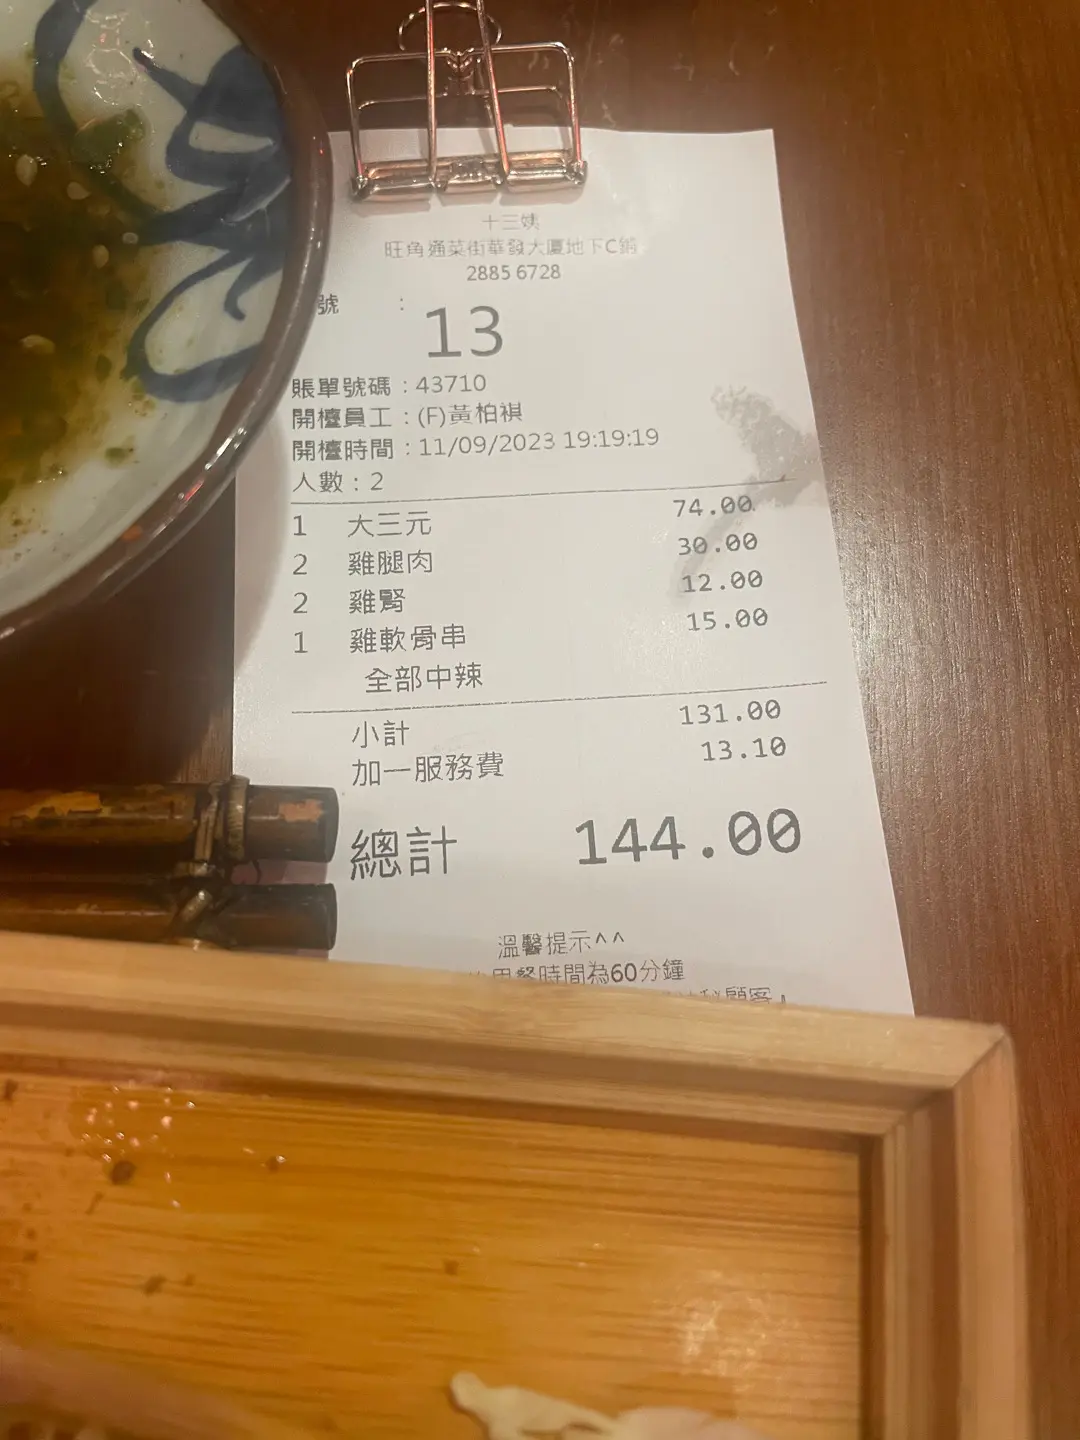 十三姨
旺角通菜街華發大廈地下C舖
2885 6728
號 :
13
賬單號碼 : 43710
開檯員工 : (F)黃柏祺
開檯時間 : 11/09/2023 19:19:19
人數 : 2
1 大三元 74.00
2 雞腿肉 30.00
2 雞腎 12.00
1 雞軟骨串 15.00
全部中辣
小計 131.00
加一服務費 13.10
總計 144.00
溫馨提示^^
用餐時間為60分鐘
顧客